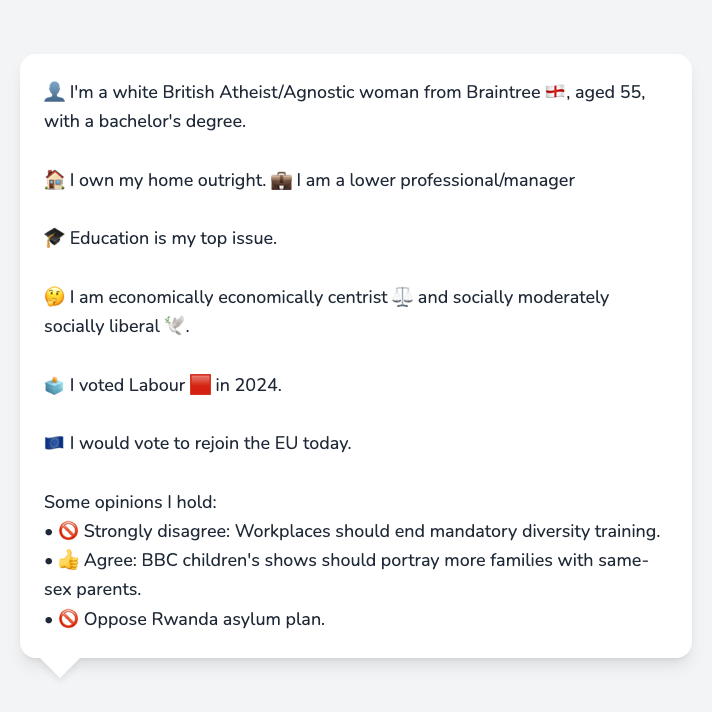 👤 I'm a white British Atheist/Agnostic woman from Braintree 🏴󠁧󠁢󠁥󠁮󠁧󠁿, aged 55,
with a bachelor's degree.
🏠 I own my home outright. 💼 I am a lower professional/manager
🎓 Education is my top issue.
🤔 I am economically economically centrist ⚖️ and socially moderately
socially liberal 🕊️.
🗳️ I voted Labour 🟥 in 2024.
🇪🇺 I would vote to rejoin the EU today.
Some opinions I hold:
• 🚫 Strongly disagree: Workplaces should end mandatory diversity training.
• 👍 Agree: BBC children's shows should portray more families with same-
sex parents.
• 🚫 Oppose Rwanda asylum plan.